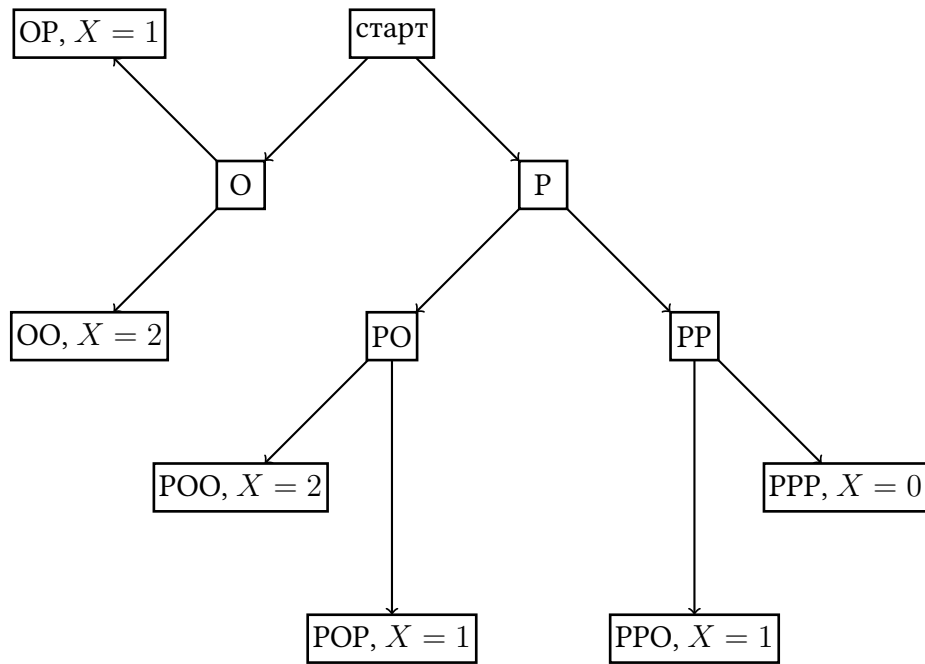 ОР, X = 1
старт
О
Р
ОО, X = 2
РО
РР
РОО, X = 2
РРР, X = 0
РОР, X = 1
РРО, X = 1